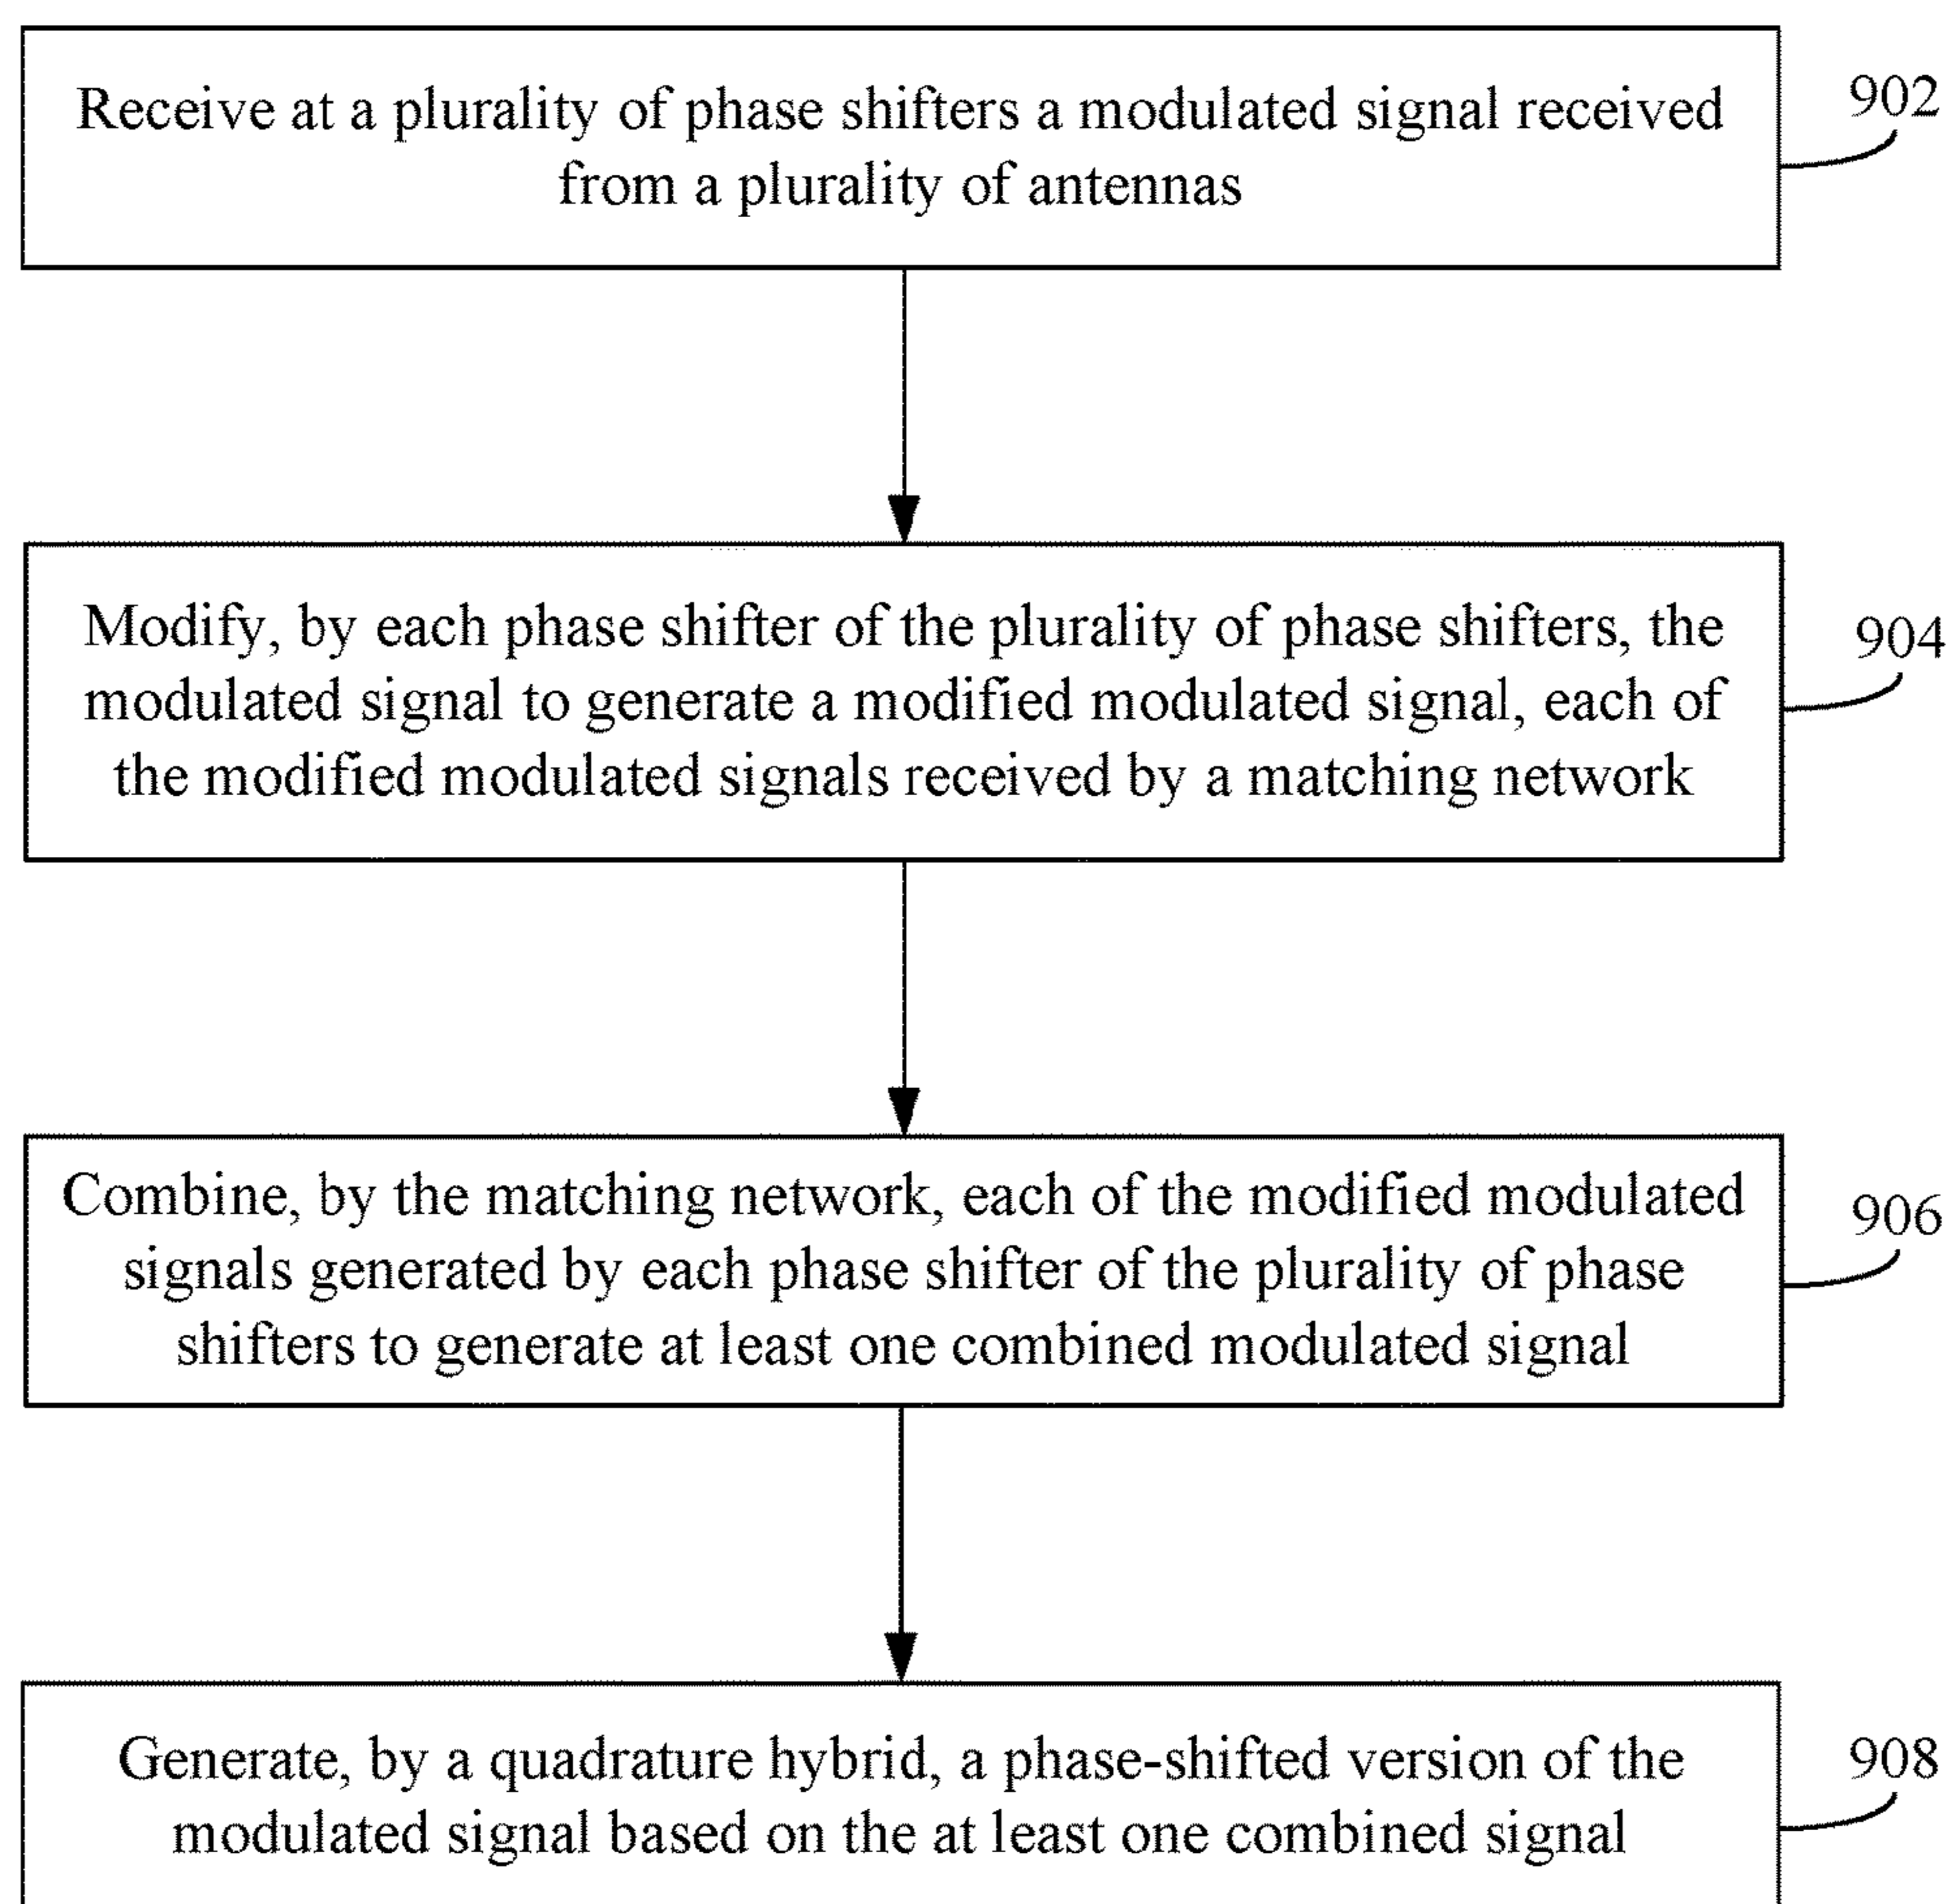 Receive at a plurality of phase shifters a modulated signal received
from a plurality of antennas
902
Modify, by each phase shifter of the plurality of phase shifters, the
modulated signal to generate a modified modulated signal, each of
the modified modulated signals received by a matching network
904
Combine, by the matching network, each of the modified modulated
signals generated by each phase shifter of the plurality of phase
shifters to generate at least one combined modulated signal
906
Generate, by a quadrature hybrid, a phase-shifted version of the
modulated signal based on the at least one combined signal
908